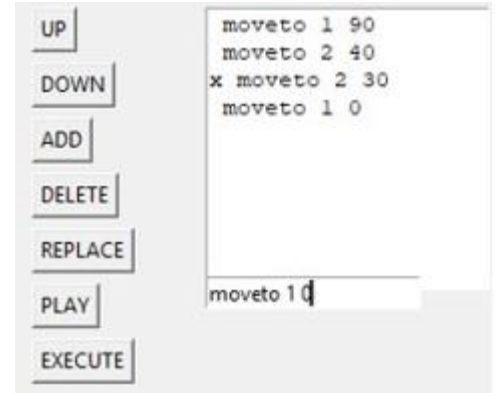 UP
DOWN
ADD
DELETE
REPLACE
PLAY
EXECUTE
moveto 1 90
moveto 2 40
x moveto 2 30
moveto 1 0
moveto 1 0